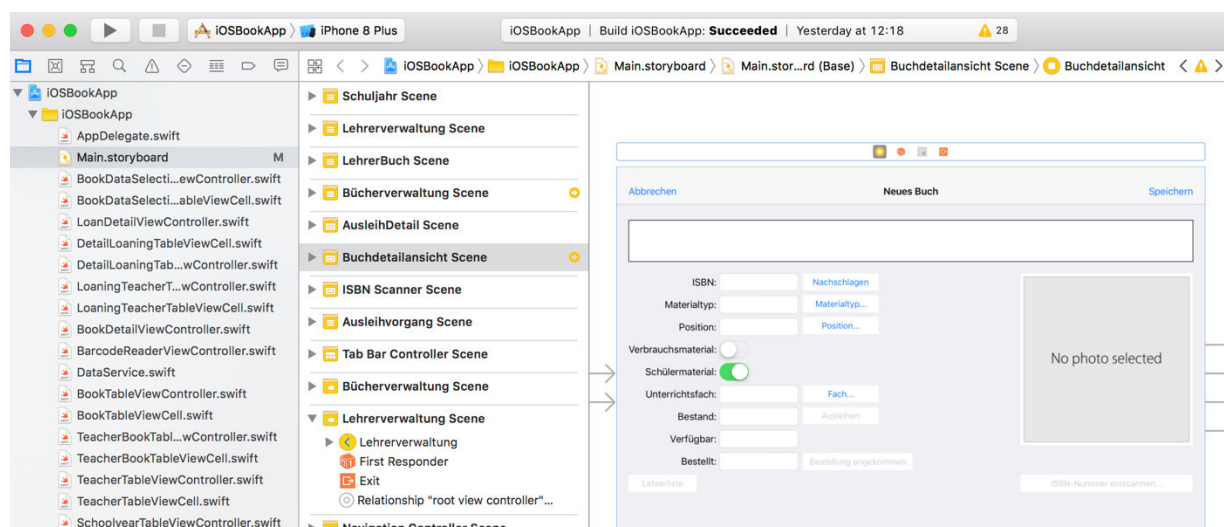 iOSBookApp iPhone 8 Plus iOSBookApp | Build iOSBookApp: Succeeded | Yesterday at 12:18 28
iOSBookApp iOSBookApp Main.storyboard Main.stor...rd (Base) Buchdetailansicht Scene Buchdetailansicht
iOSBookApp
iOSBookApp
AppDelegate.swift
Main.storyboard M
BookDataSelecti...ewController.swift
BookDataSelecti...ableViewCell.swift
LoanDetailViewController.swift
DetailLoaningTableViewCell.swift
DetailLoaningTab...wController.swift
LoaningTeacherT...wController.swift
LoaningTeacherTableViewCell.swift
BookDetailViewController.swift
BarcodeReaderViewController.swift
DataService.swift
BookTableViewController.swift
BookTableViewCell.swift
TeacherBookTabl...wController.swift
TeacherBookTableViewCell.swift
TeacherTableViewController.swift
TeacherTableViewCell.swift
SchoolyearTableViewController.swift
Schuljahr Scene
Lehrerverwaltung Scene
LehrerBuch Scene
Bücherverwaltung Scene
AusleihDetail Scene
Buchdetailansicht Scene
ISBN Scanner Scene
Ausleihvorgang Scene
Tab Bar Controller Scene
Bücherverwaltung Scene
Lehrerverwaltung Scene
Lehrerverwaltung
First Responder
Exit
Relationship "root view controller"...
Navigation Controller Scene
Abbrechen Neues Buch Speichern
ISBN: Nachschlagen
Materialtyp: Materialtyp...
Position: Position...
Verbrauchsmaterial:
Schülermaterial:
Unterrichtsfach: Fach...
Bestand: Ausleihen
Verfügbar:
Bestellt: Bestellung angekommen
Lehrerliste
No photo selected
ISBN-Nummer einscannen...